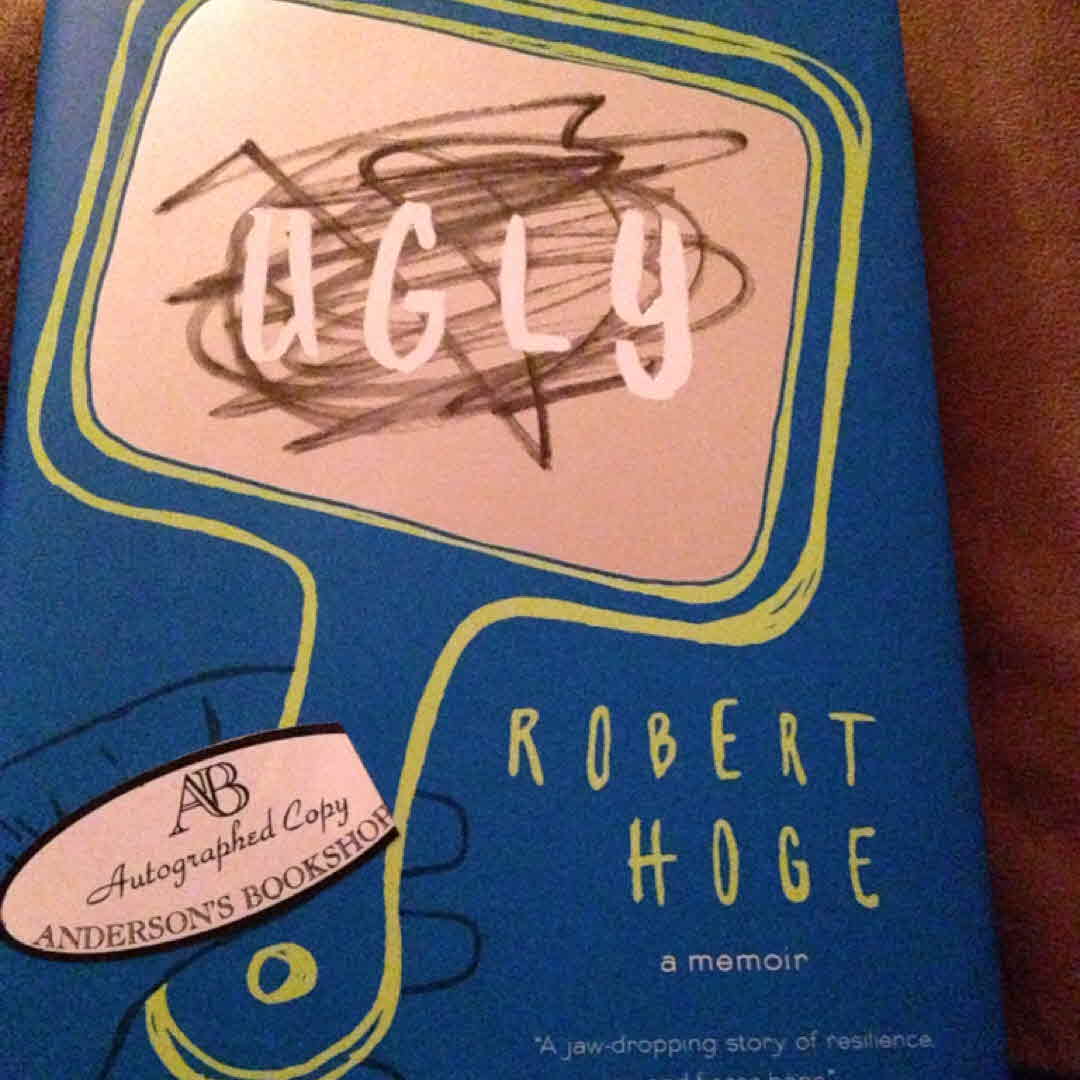 UGLY
ROBERT
HOGE
a memoir
AB
Autographed Copy
ANDERSON'S BOOKSHOP
"A jaw-dropping story of resilience